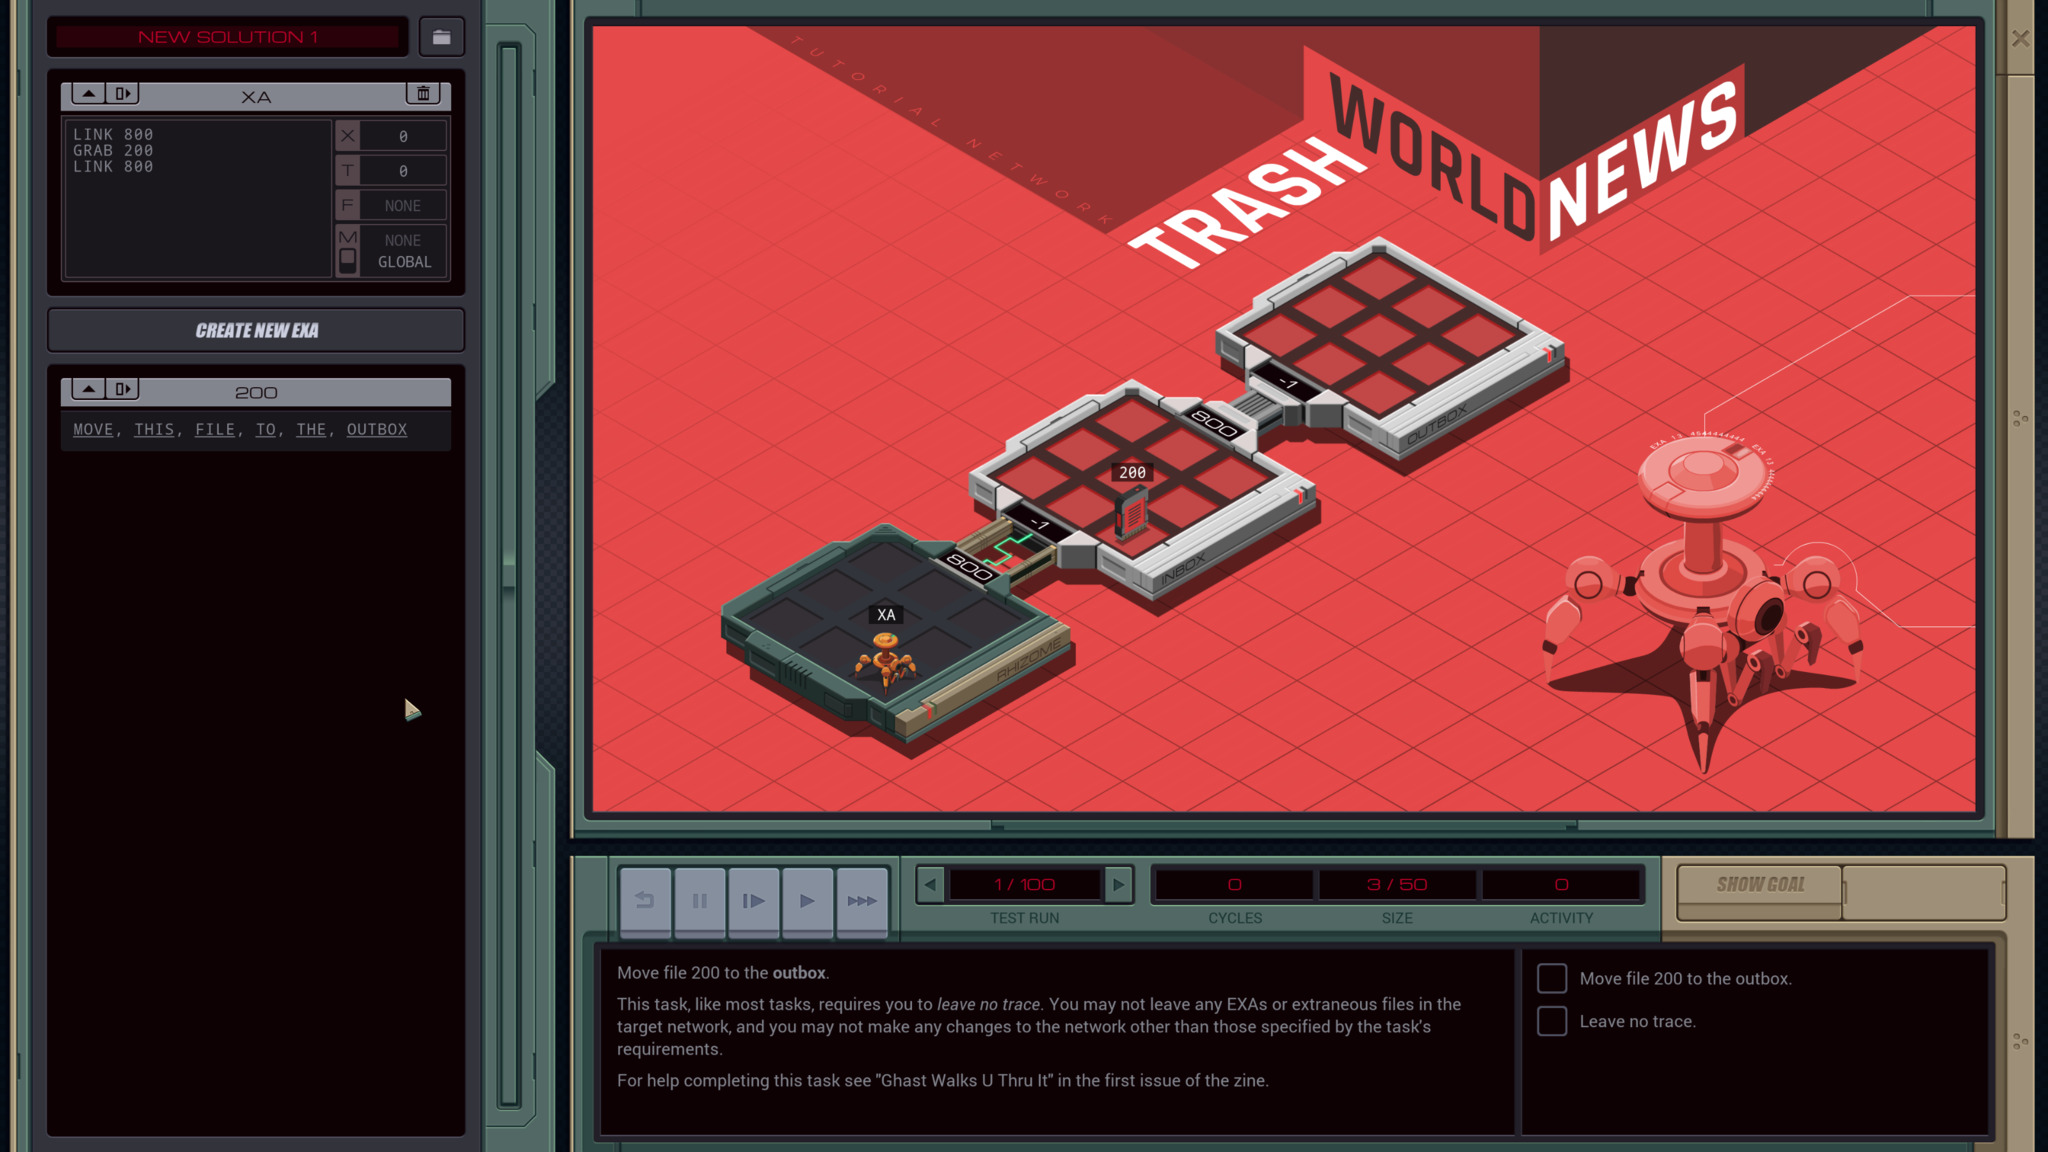 NEW SOLUTION 1
XA
LINK 800
GRAB 200
LINK 800
X 0
T 0
F NONE
M NONE
GLOBAL
CREATE NEW EXA
200
MOVE, THIS, FILE, TO, THE, OUTBOX
TUTORIAL NETWORK
TRASH
WORLD
NEWS
-1
OUTBOX
800
200
-1
INBOX
800
XA
RHIZOME
1 / 100
TEST RUN
0
CYCLES
3 / 50
SIZE
0
ACTIVITY
SHOW GOAL
Move file 200 to the outbox.
This task, like most tasks, requires you to leave no trace. You may not leave any EXAs or extraneous files in the
target network, and you may not make any changes to the network other than those specified by the task's
requirements.
For help completing this task see "Ghast Walks U Thru It" in the first issue of the zine.
Move file 200 to the outbox.
Leave no trace.